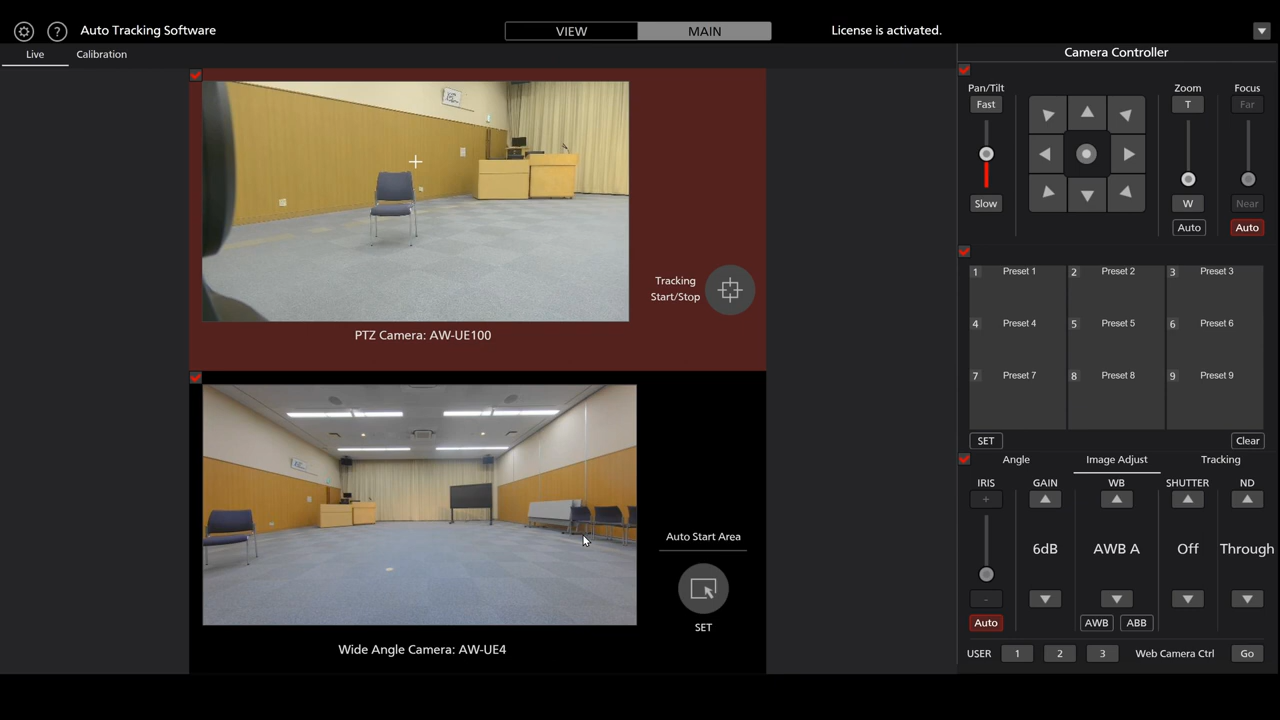 ? Auto Tracking Software
VIEW MAIN
License is activated.
Live Calibration
Tracking
Start/Stop
PTZ Camera: AW-UE100
Auto Start Area
SET
Wide Angle Camera: AW-UE4
Camera Controller
Pan/Tilt Zoom Focus
Fast T Far
Slow W Near
Auto Auto
1 Preset 1 2 Preset 2 3 Preset 3
4 Preset 4 5 Preset 5 6 Preset 6
7 Preset 7 8 Preset 8 9 Preset 9
SET Clear
Angle Image Adjust Tracking
IRIS GAIN WB SHUTTER ND
+
6dB AWB A Off Through
-
Auto AWB ABB
USER 1 2 3 Web Camera Ctrl Go